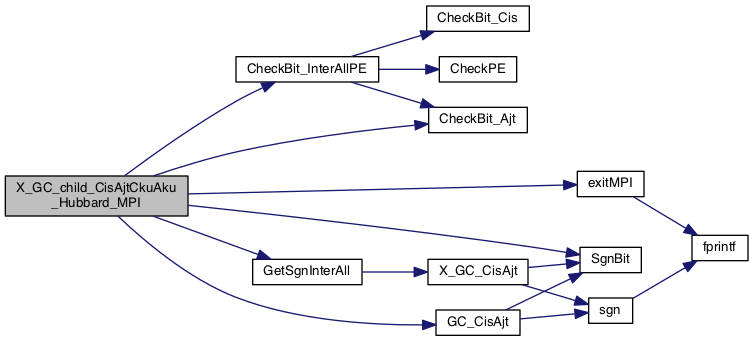 CheckBit_Cis
CheckBit_InterAllPE
CheckPE
CheckBit_Ajt
X_GC_child_CisAjtCkuAku
_Hubbard_MPI
exitMPI
fprintf
SgnBit
GetSgnInterAll
X_GC_CisAjt
sgn
GC_CisAjt